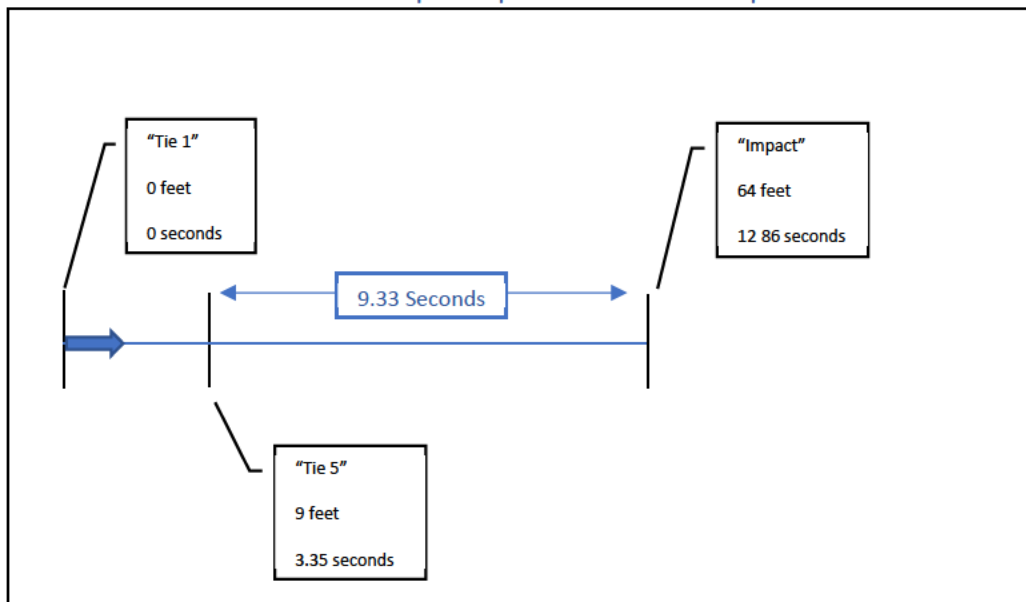 “Tie 1”
0 feet
0 seconds
“Impact”
64 feet
12 86 seconds
9.33 Seconds
“Tie 5”
9 feet
3.35 seconds